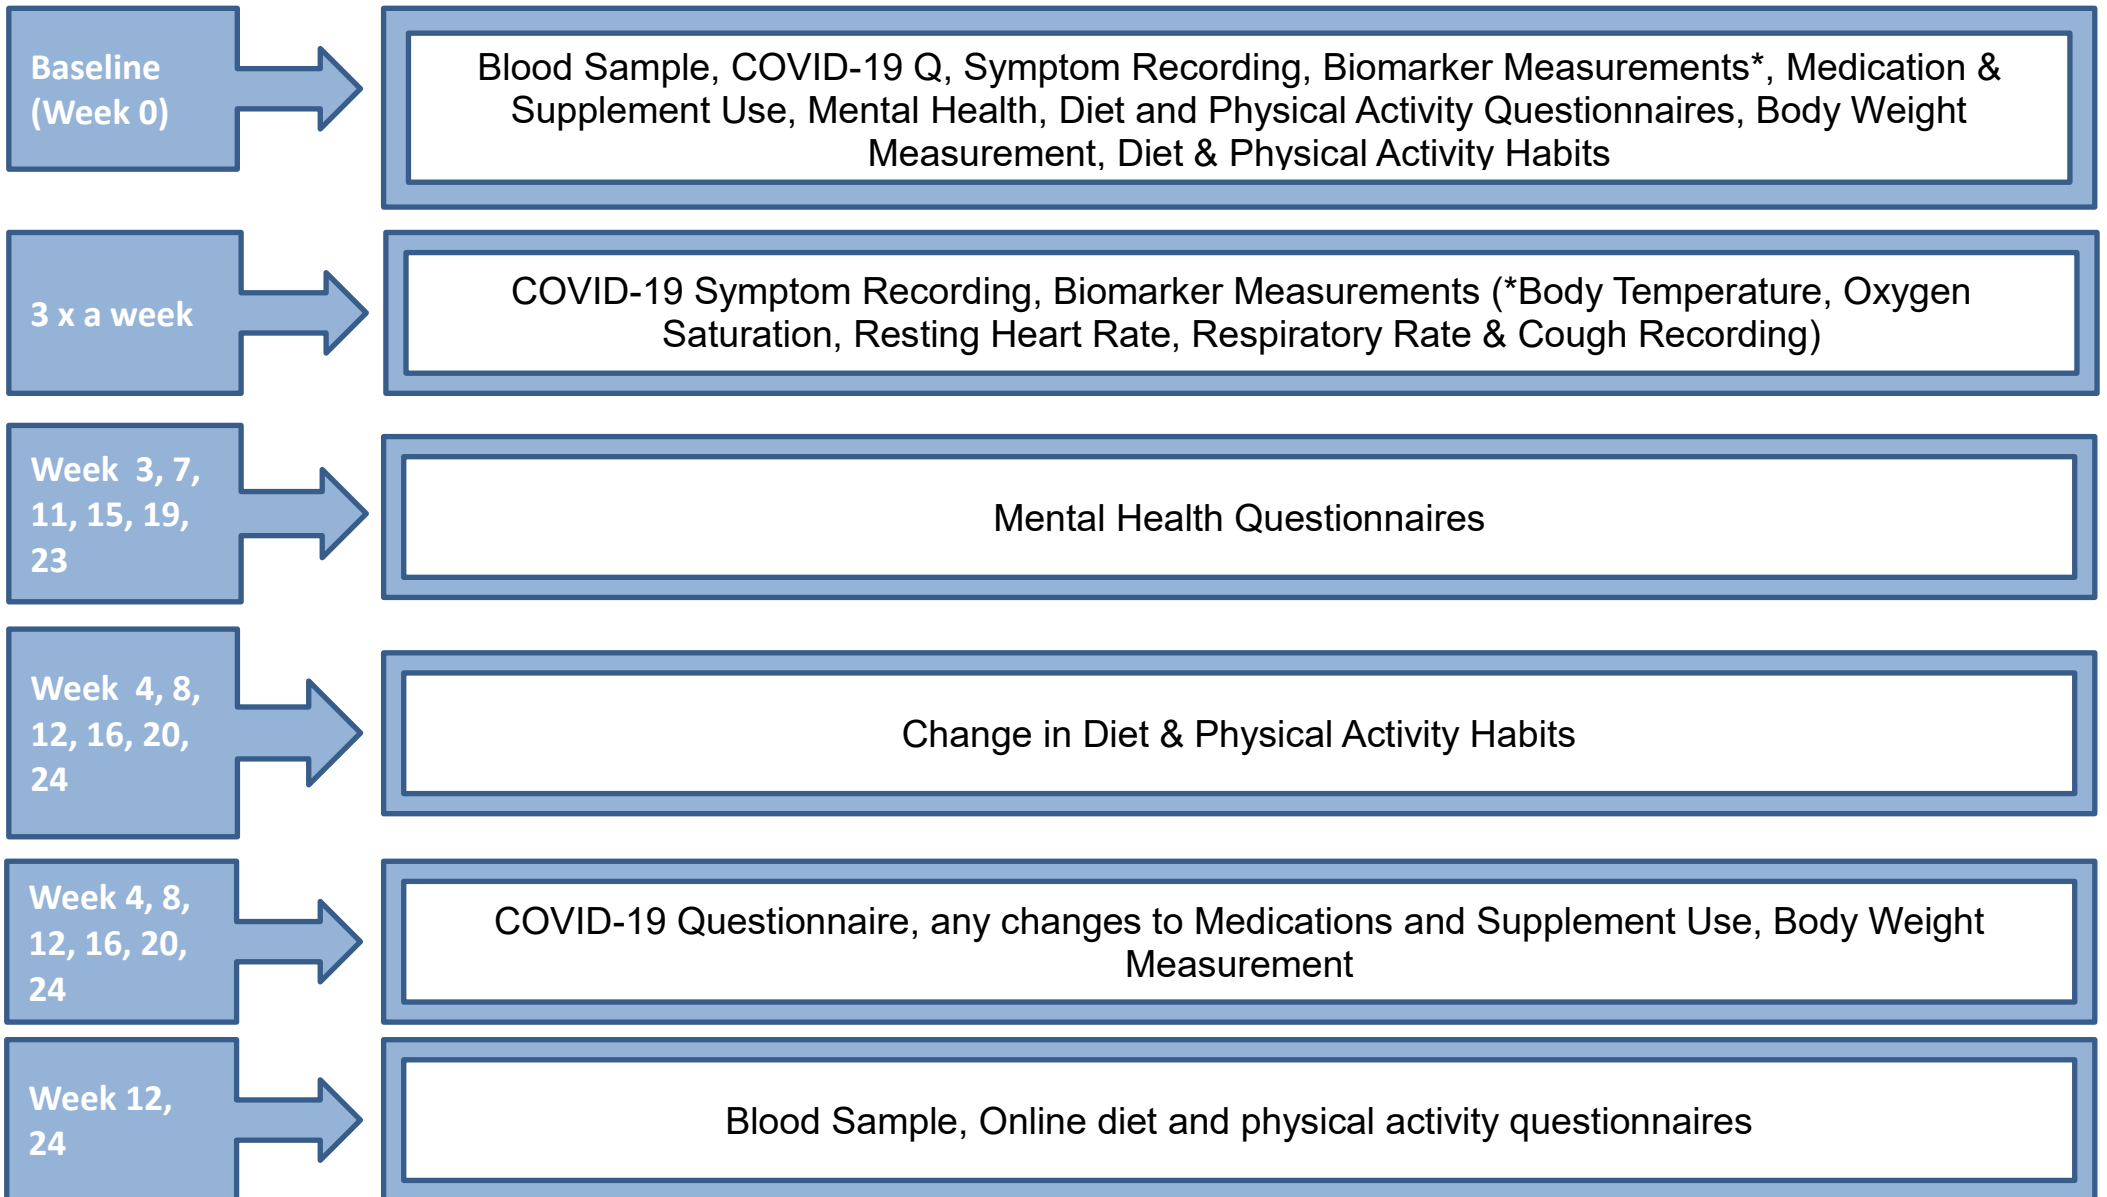 Baseline
(Week 0)
Blood Sample, COVID-19 Q, Symptom Recording, Biomarker Measurements*, Medication &
Supplement Use, Mental Health, Diet and Physical Activity Questionnaires, Body Weight
Measurement, Diet & Physical Activity Habits
3 x a week
COVID-19 Symptom Recording, Biomarker Measurements (*Body Temperature, Oxygen
Saturation, Resting Heart Rate, Respiratory Rate & Cough Recording)
Week 3, 7,
11, 15, 19,
23
Mental Health Questionnaires
Week 4, 8,
12, 16, 20,
24
Change in Diet & Physical Activity Habits
Week 4, 8,
12, 16, 20,
24
COVID-19 Questionnaire, any changes to Medications and Supplement Use, Body Weight
Measurement
Week 12,
24
Blood Sample, Online diet and physical activity questionnaires